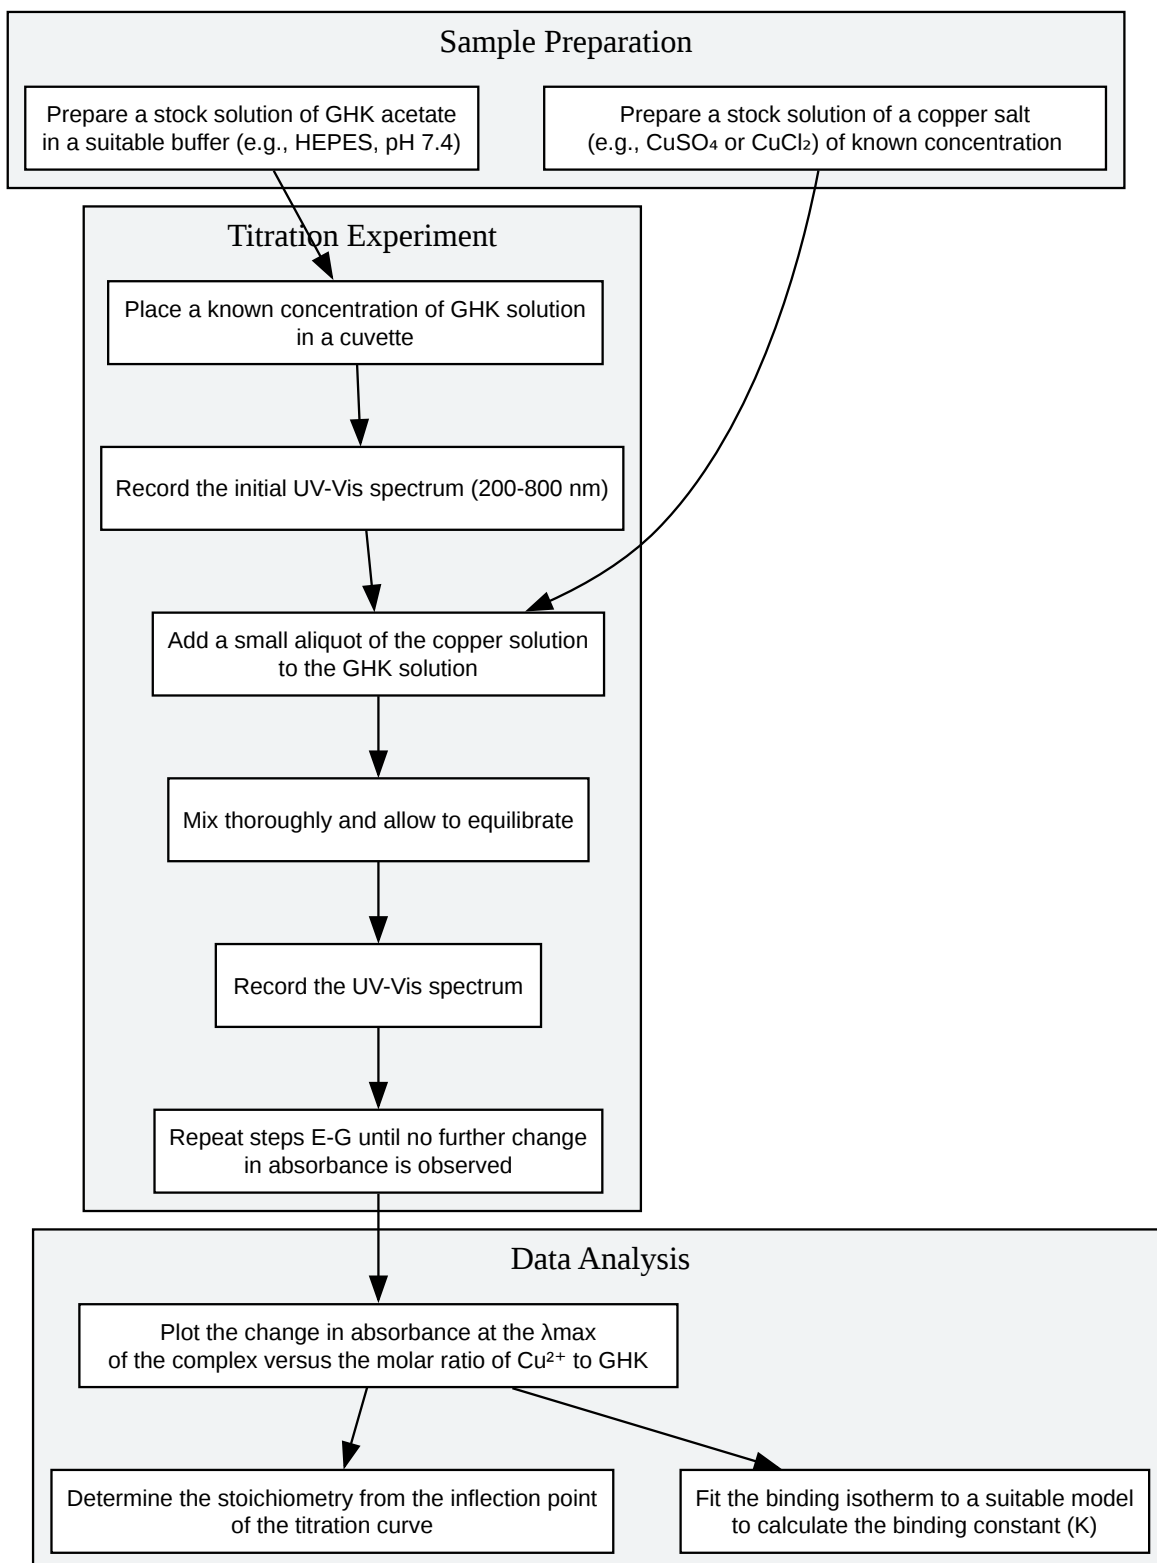 Sample Preparation
Prepare a stock solution of GHK acetate
in a suitable buffer (e.g., HEPES, pH 7.4)
Prepare a stock solution of a copper salt
(e.g., CuSO₄ or CuCl₂) of known concentration
Titration Experiment
Place a known concentration of GHK solution
in a cuvette
Record the initial UV-Vis spectrum (200-800 nm)
Add a small aliquot of the copper solution
to the GHK solution
Mix thoroughly and allow to equilibrate
Record the UV-Vis spectrum
Repeat steps E-G until no further change
in absorbance is observed
Data Analysis
Plot the change in absorbance at the λmax
of the complex versus the molar ratio of Cu²⁺ to GHK
Determine the stoichiometry from the inflection point
of the titration curve
Fit the binding isotherm to a suitable model
to calculate the binding constant (K)